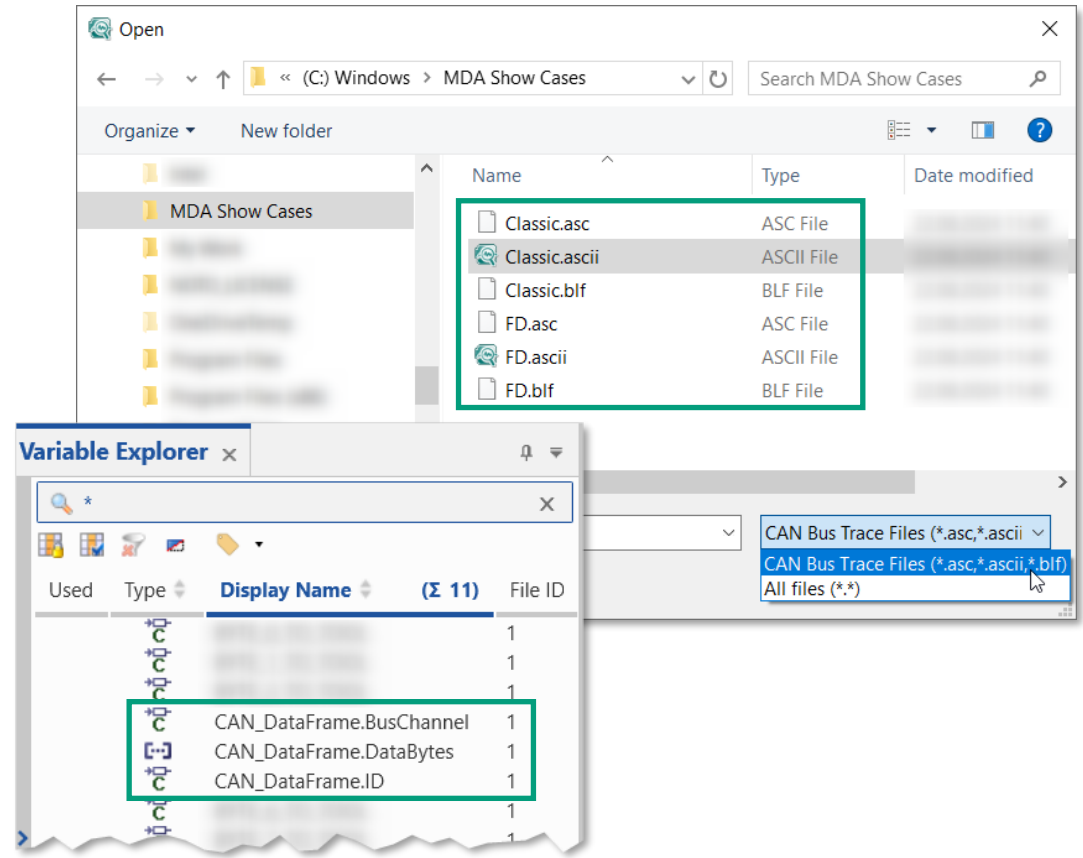 Open
« (C:) Windows > MDA Show Cases
Search MDA Show Cases
Organize
New folder
?
Name
Type
Date modified
MDA Show Cases
Classic.asc
ASC File
Classic.ascii
ASCII File
Classic.blf
BLF File
FD.asc
ASC File
FD.ascii
ASCII File
FD.blf
BLF File
CAN Bus Trace Files (*.asc,*.ascii
CAN Bus Trace Files (*.asc,*.ascii,*.blf)
All files (*.*)
Variable Explorer
*
Used
Type
Display Name
(Σ 11)
File ID
1
1
1
CAN_DataFrame.BusChannel
1
CAN_DataFrame.DataBytes
1
CAN_DataFrame.ID
1
1
1